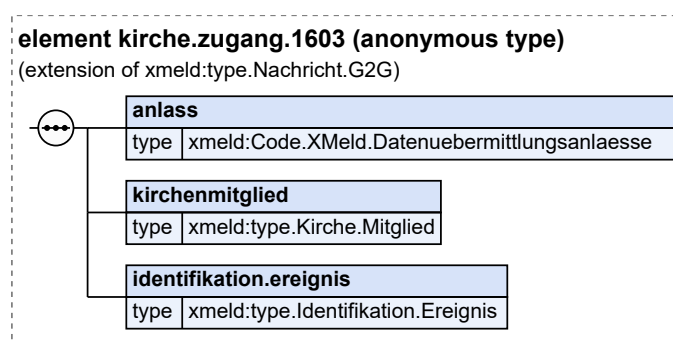 element kirche.zugang.1603 (anonymous type)
(extension of xmeld:type.Nachricht.G2G)
anlass
type xmeld:Code.XMeld.Datenuebermittlungsanlaesse
kirchenmitglied
type xmeld:type.Kirche.Mitglied
identifikation.ereignis
type xmeld:type.Identifikation.Ereignis